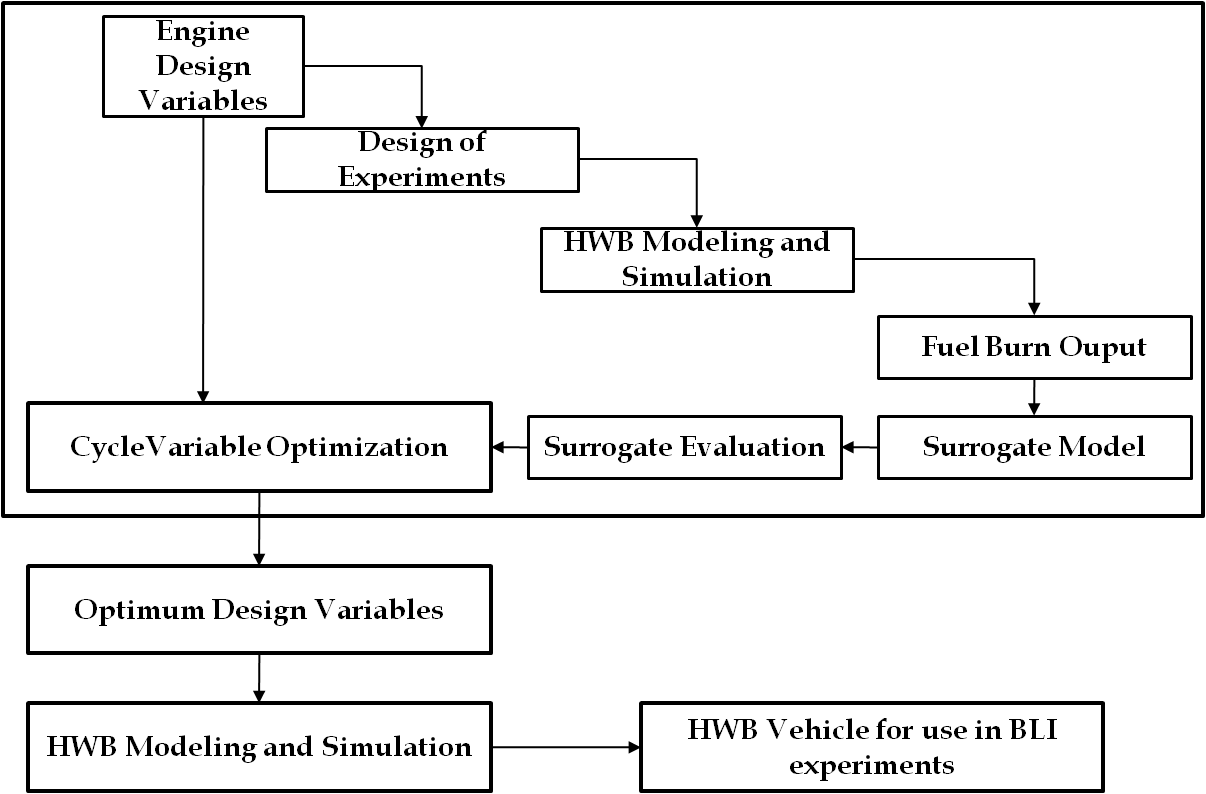 Engine
Design
Variables
Design of
Experiments
HWB Modeling and
Simulation
Fuel Burn Ouput
CycleVariable Optimization
Surrogate Evaluation
Surrogate Model
Optimum Design Variables
HWB Modeling and Simulation
HWB Vehicle for use in BLI
experiments